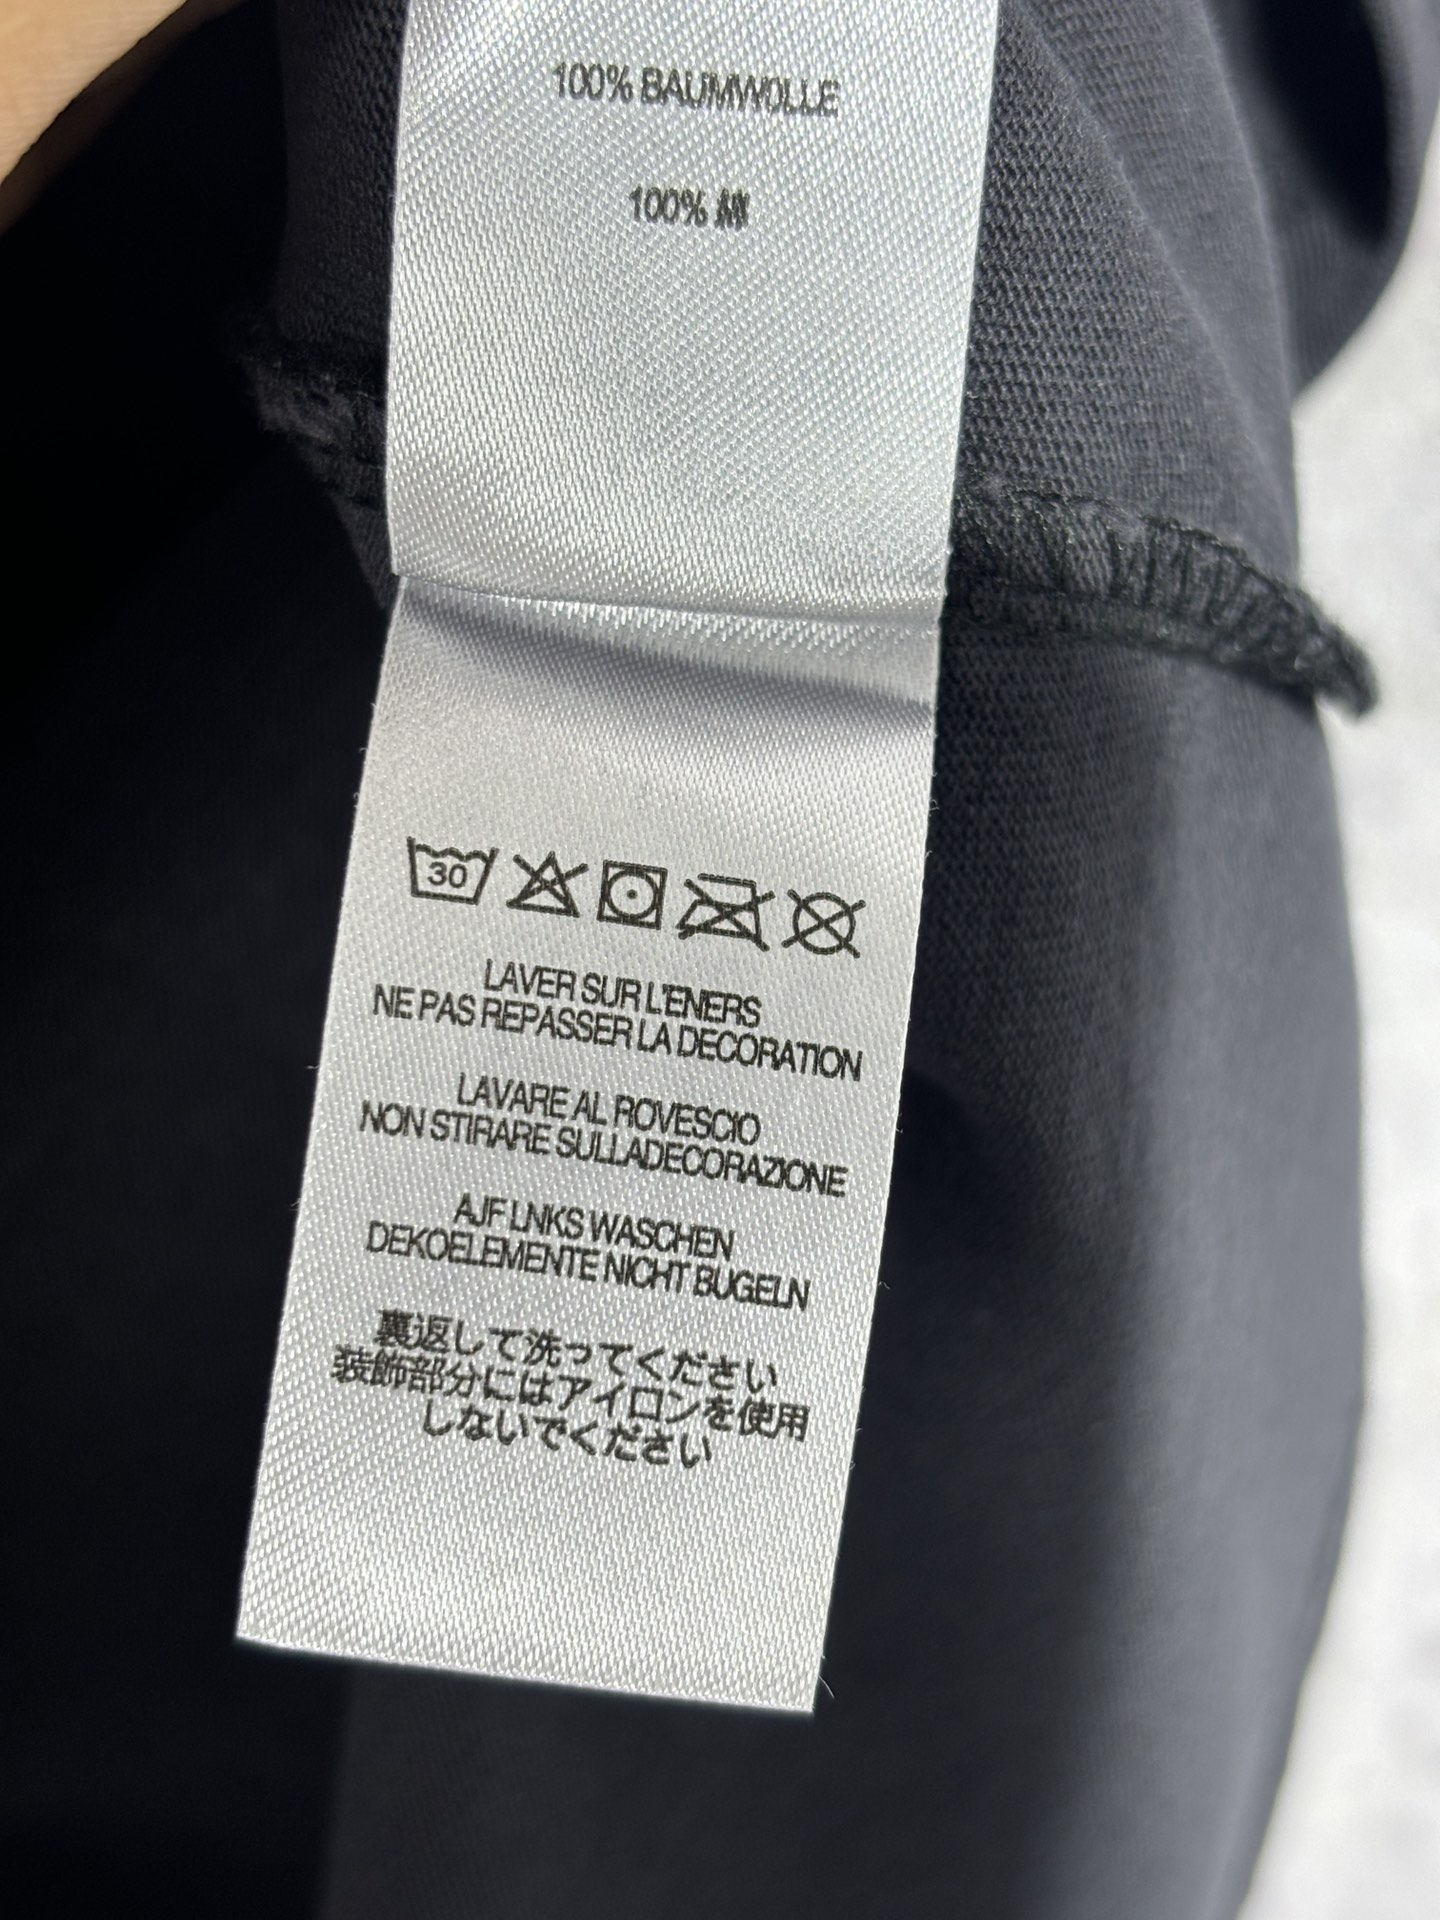 100% BAUMWOLLE
100% 綿
30
LAVER SUR L'ENERS
NE PAS REPASSER LA DECORATION
LAVARE AL ROVESCIO
NON STIRARE SULLADECORAZIONE
AJF LNKS WASCHEN
DEKOELEMENTE NICHT BUGELN
裏返して洗ってください
装飾部分にはアイロンを使用
しないでください